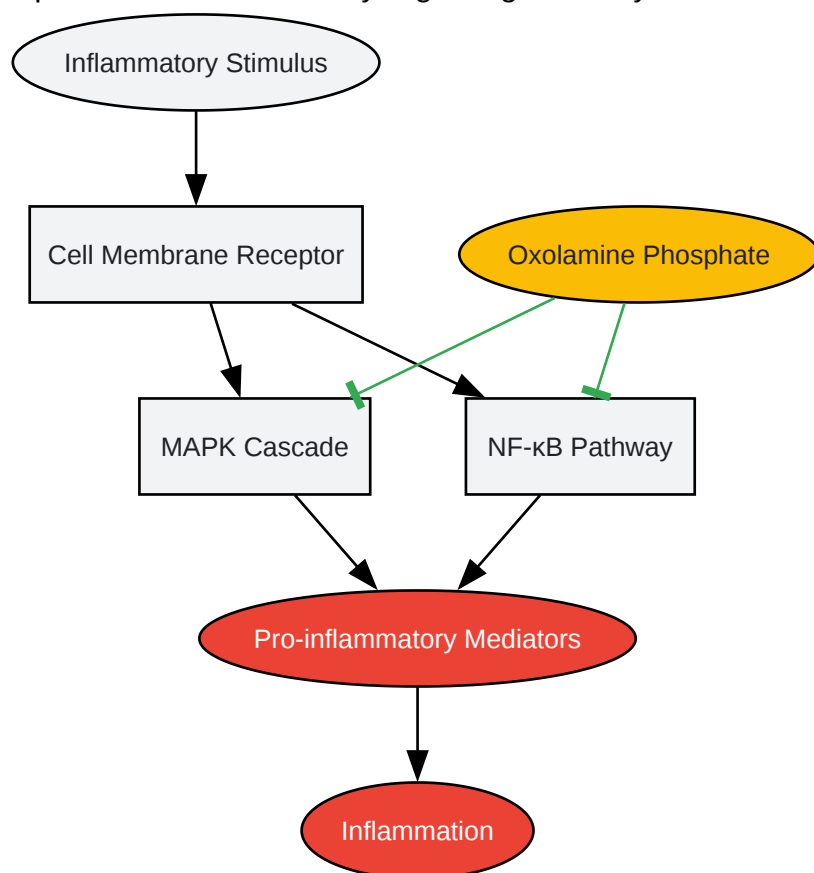 Inflammatory Stimulus
Cell Membrane Receptor
Oxolamine Phosphate
MAPK Cascade
NF-κB Pathway
Pro-inflammatory Mediators
Inflammation